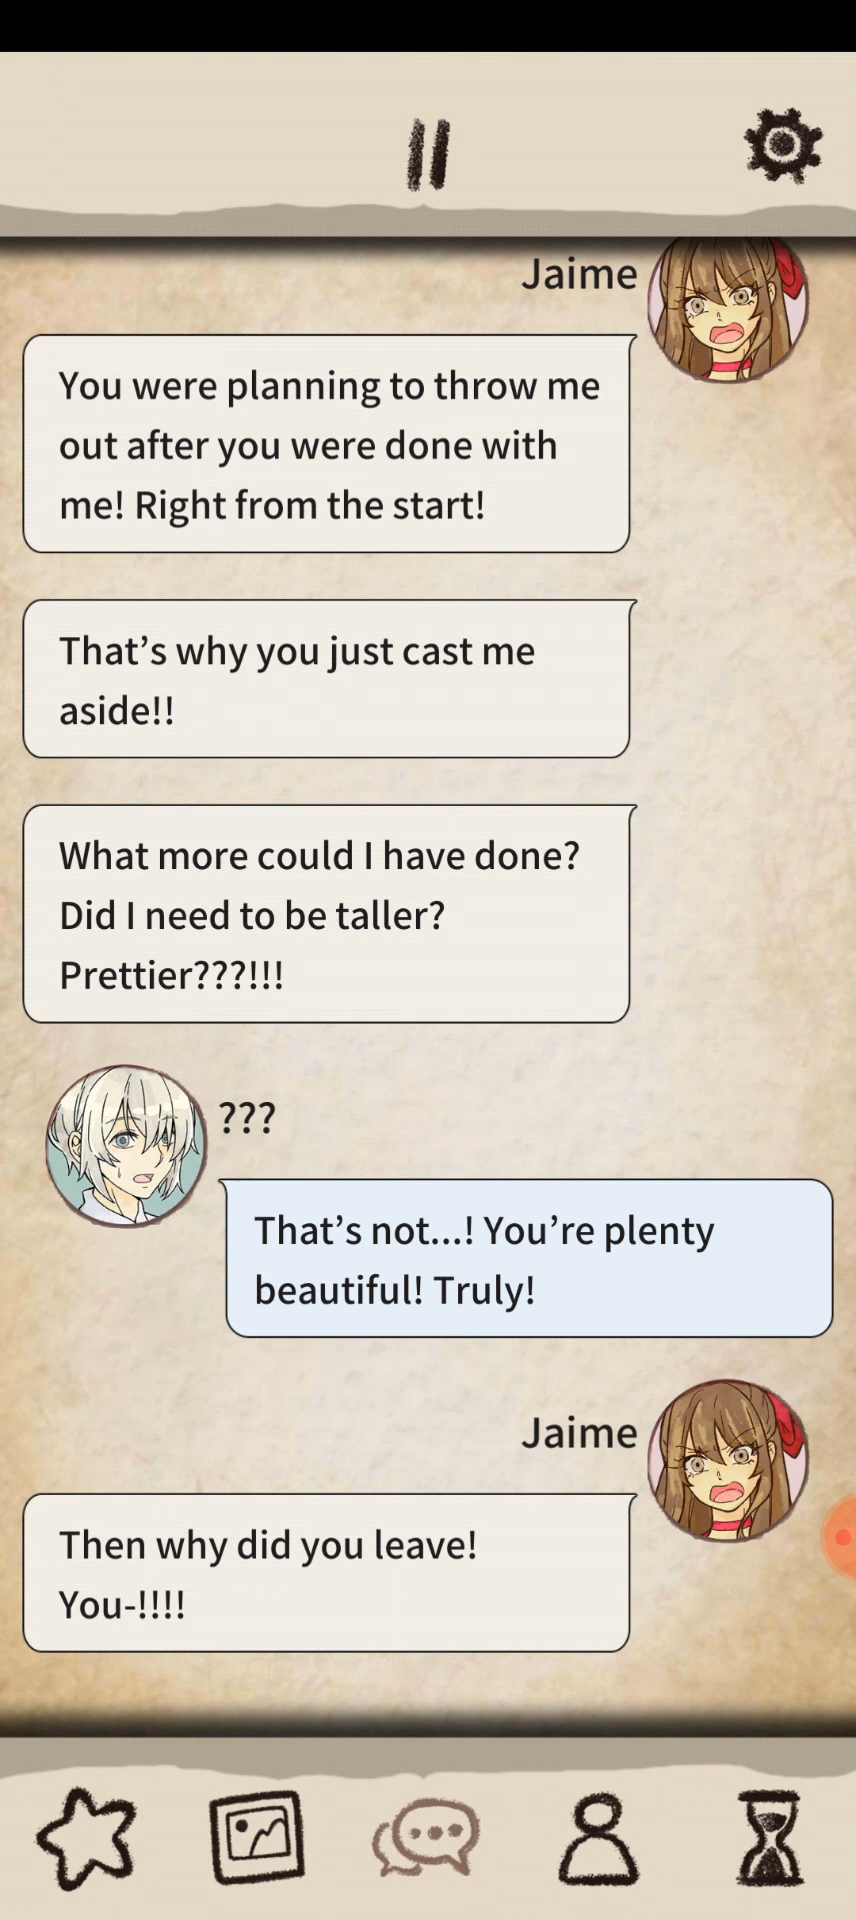 Jaime
You were planning to throw me
out after you were done with
me! Right from the start!
That’s why you just cast me
aside!!
What more could I have done?
Did I need to be taller?
Prettier???!!!
???
That’s not...! You’re plenty
beautiful! Truly!
Jaime
Then why did you leave!
You-!!!!